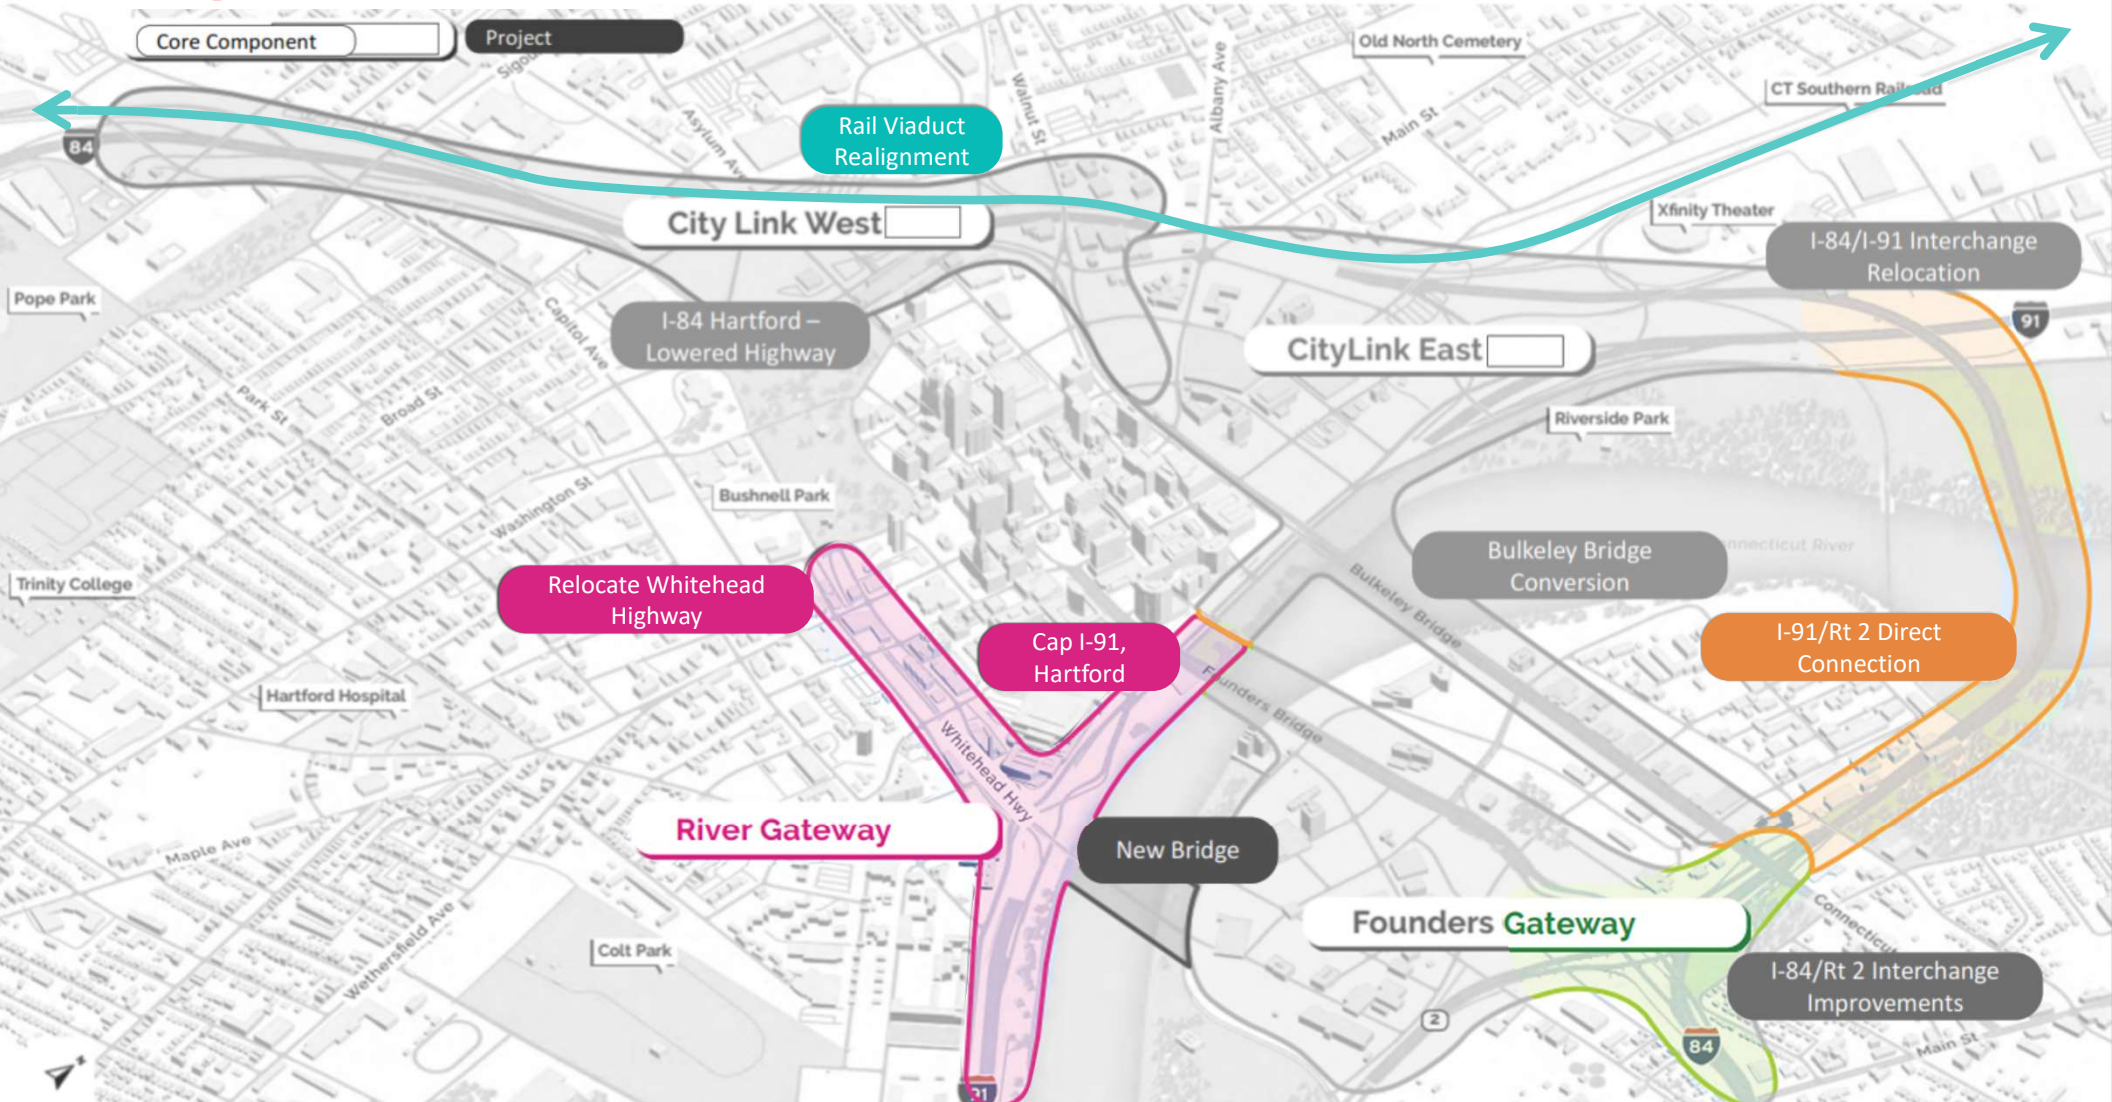 Core Component
Project
Old North Cemetery
CT Southern Railroad
Albany Ave
Walnut St
Main St
Asylum Ave
84
Rail Viaduct
Realignment
City Link West
Xfinity Theater
I-84/I-91 Interchange
Relocation
Pope Park
I-84 Hartford –
Lowered Highway
Capitol Ave
91
CityLink East
Park St
Broad St
Riverside Park
Bushnell Park
Washington St
Bulkeley Bridge
Conversion
Connecticut River
Trinity College
Relocate Whitehead
Highway
Bulkeley Bridge
Cap I-91,
Hartford
I-91/Rt 2 Direct
Connection
Hartford Hospital
Founders Bridge
Whitehead Hwy
River Gateway
New Bridge
Maple Ave
Founders Gateway
Connecticut
Wethersfield Ave
Colt Park
I-84/Rt 2 Interchange
Improvements
2
84
Main St
91